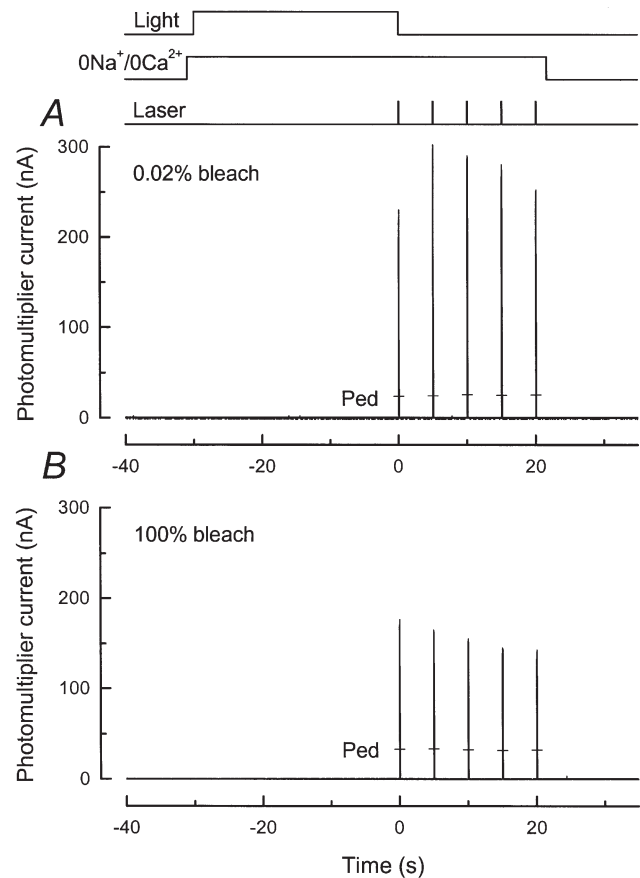 Light
0Na+/0Ca2+
Laser
A
Photomultiplier current (nA)
300
200
100
0
0.02% bleach
Ped
-40 -20 0 20
B
Photomultiplier current (nA)
300
200
100
0
100% bleach
Ped
-40 -20 0 20
Time (s)